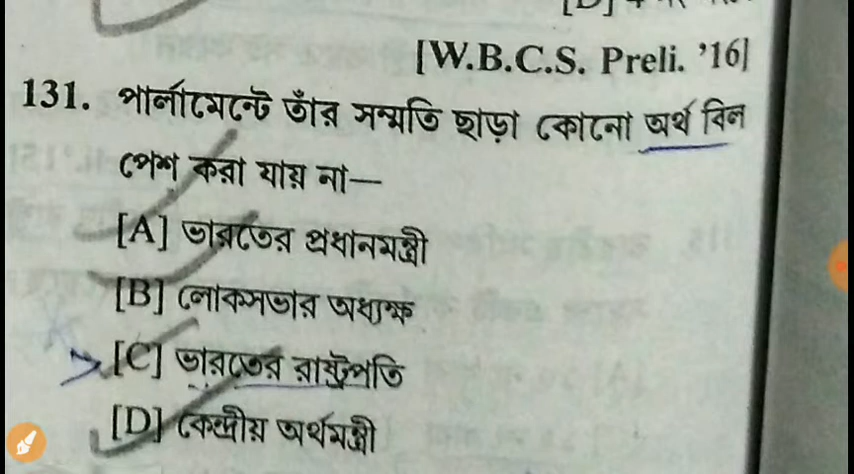 [W.B.C.S. Preli. ’16]
131. পার্লামেন্টে তাঁর সম্মতি ছাড়া কোনো অর্থ বিল
পেশ করা যায় না—
[A] ভারতের প্রধানমন্ত্রী
[B] লোকসভার অধ্যক্ষ
[C] ভারতের রাষ্ট্রপতি
[D] কেন্দ্রীয় অর্থমন্ত্রী